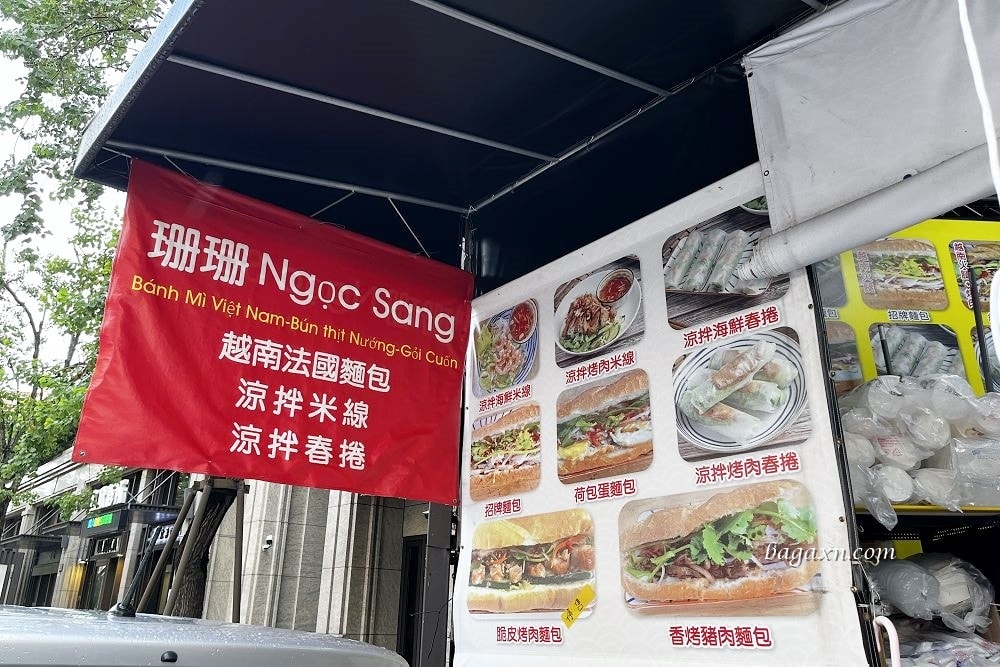 珊珊 Ngọc Sang
Bánh Mì Việt Nam-Bún thịt Nướng-Gỏi Cuốn
越南法國麵包
涼拌米線
涼拌春捲
涼拌海鮮春捲
涼拌烤肉米線
涼拌海鮮米線
涼拌烤肉春捲
荷包蛋麵包
招牌麵包
脆皮烤肉麵包
香烤豬肉麵包
招牌麵包
bagaxn.com